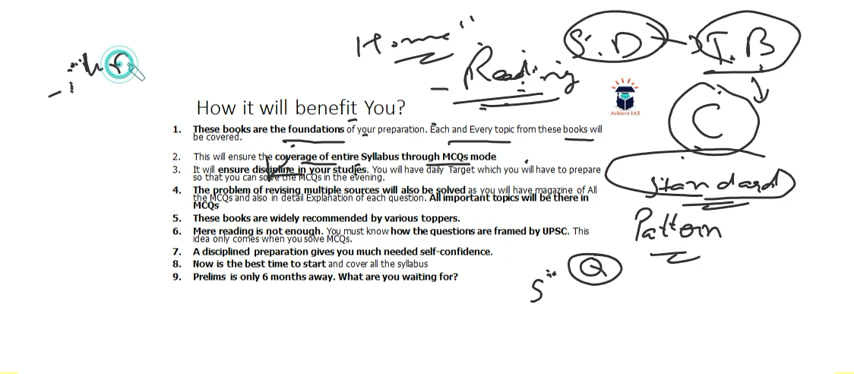 Home"
S.D
I.B
- Reading
C
Achieve IAS
How it will benefit You?
1. These books are the foundations of your preparation. Each and Every topic from these books will
be covered.
2. This will ensure the coverage of entire Syllabus through MCQs mode
3. It will ensure discipline in your studies. You will have daily Target which you will have to prepare
so that you can solve the MCQs in the evening.
Standard
4. The problem of revising multiple sources will also be solved as you will have magazine of All
the MCQs and also in detail Explanation of each question. All important topics will be there in
MCQs
Pattern
5. These books are widely recommended by various toppers.
6. Mere reading is not enough. You must know how the questions are framed by UPSC. This
idea only comes when you solve MCQs.
7. A disciplined preparation gives you much needed self-confidence.
8. Now is the best time to start and cover all the syllabus
Q
9. Prelims is only 6 months away. What are you waiting for?
S